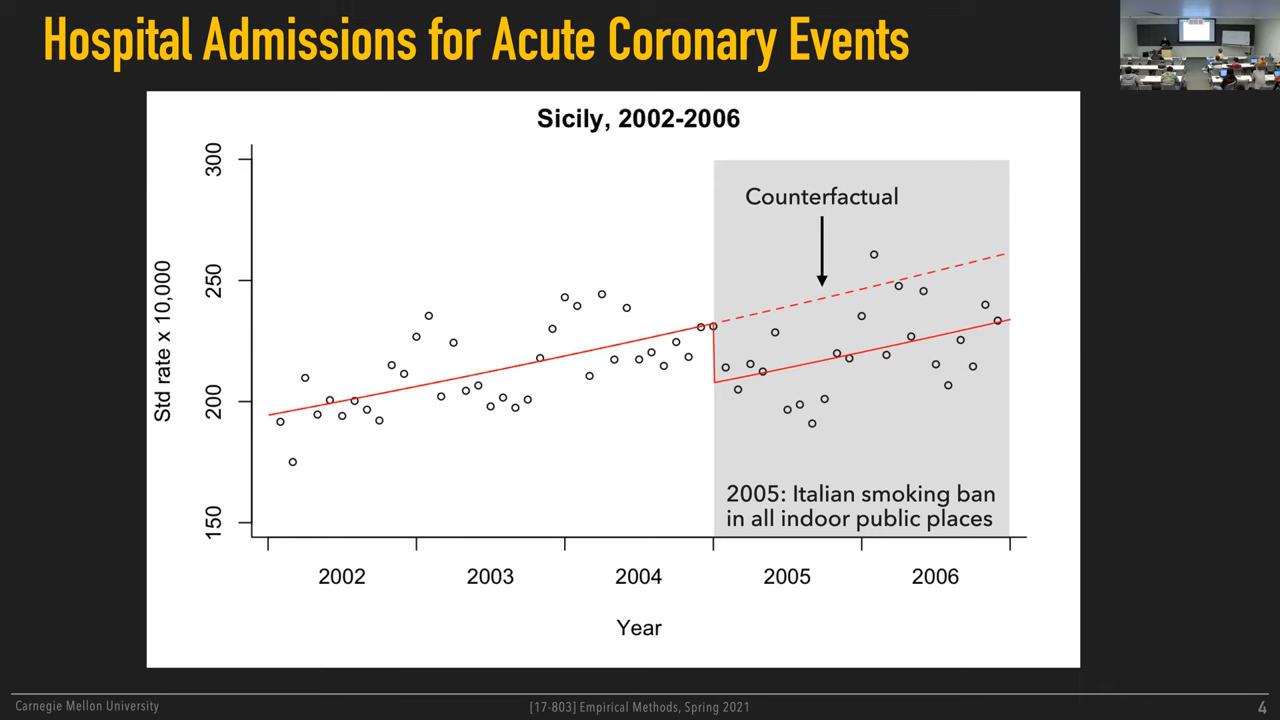 Hospital Admissions for Acute Coronary Events
Sicily, 2002-2006
Std rate x 10,000
300
250
200
150
Counterfactual
2005: Italian smoking ban
in all indoor public places
2002
2003
2004
2005
2006
Year
Carnegie Mellon University
[17-803] Empirical Methods, Spring 2021
4